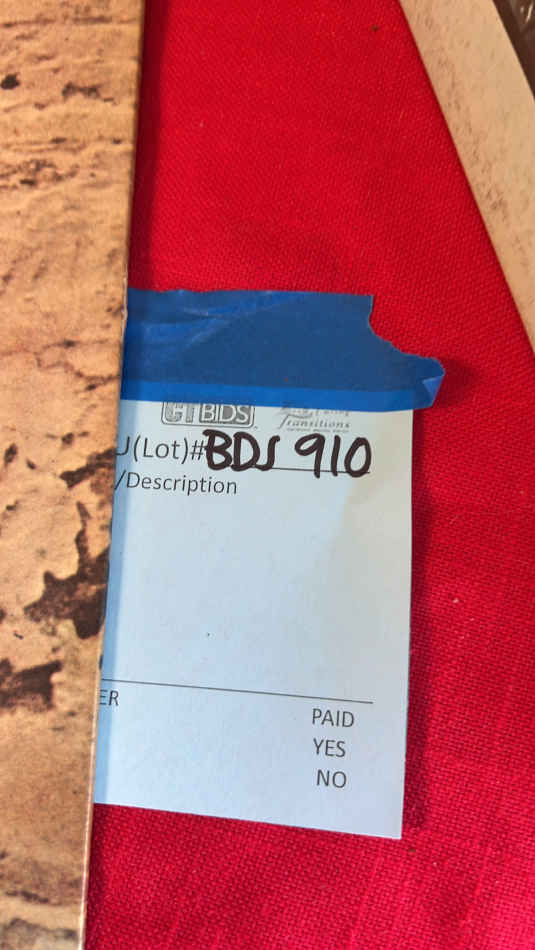 CTBIDS
Transitions
U(Lot)# BDS 910
/Description
ER
PAID
YES
NO